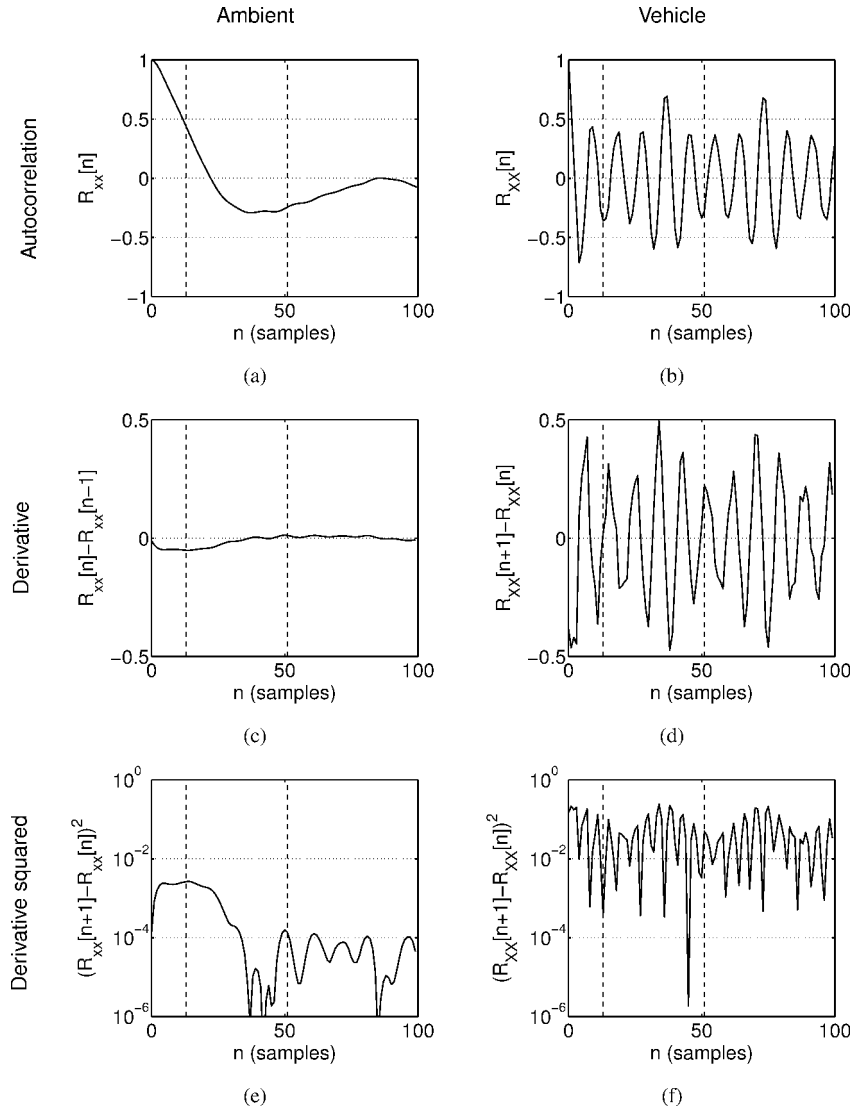 Ambient
Vehicle
Autocorrelation
R_xx[n]
1
0.5
0
−0.5
−1
0
50
100
n (samples)
(a)
R_XX[n]
1
0.5
0
−0.5
−1
0
50
100
n (samples)
(b)
Derivative
R_xx[n]−R_xx[n−1]
0.5
0
−0.5
0
50
100
n (samples)
(c)
R_XX[n+1]−R_XX[n]
0.5
0
−0.5
0
50
100
n (samples)
(d)
Derivative squared
(R_xx[n+1]−R_xx[n])^2
10^0
10^−2
10^−4
10^−6
0
50
100
n (samples)
(e)
(R_XX[n+1]−R_XX[n])^2
10^0
10^−2
10^−4
10^−6
0
50
100
n (samples)
(f)